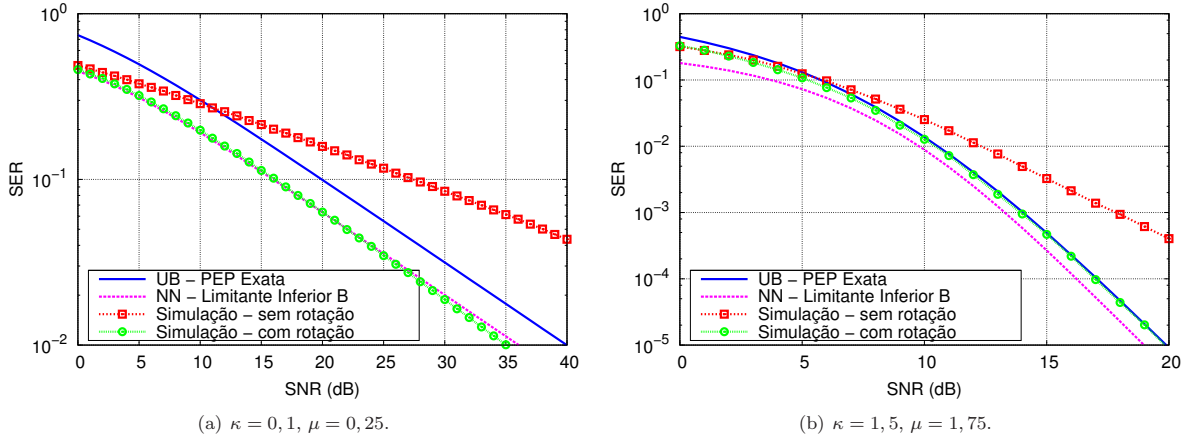 10^0
10^-1
10^-2
SER
0 5 10 15 20 25 30 35 40
SNR (dB)
UB − PEP Exata
NN − Limitante Inferior B
Simulação − sem rotação
Simulação − com rotação
(a) κ = 0, 1, μ = 0, 25.
10^0
10^-1
10^-2
10^-3
10^-4
10^-5
SER
0 5 10 15 20
SNR (dB)
UB − PEP Exata
NN − Limitante Inferior B
Simulação − sem rotação
Simulação − com rotação
(b) κ = 1, 5, μ = 1, 75.